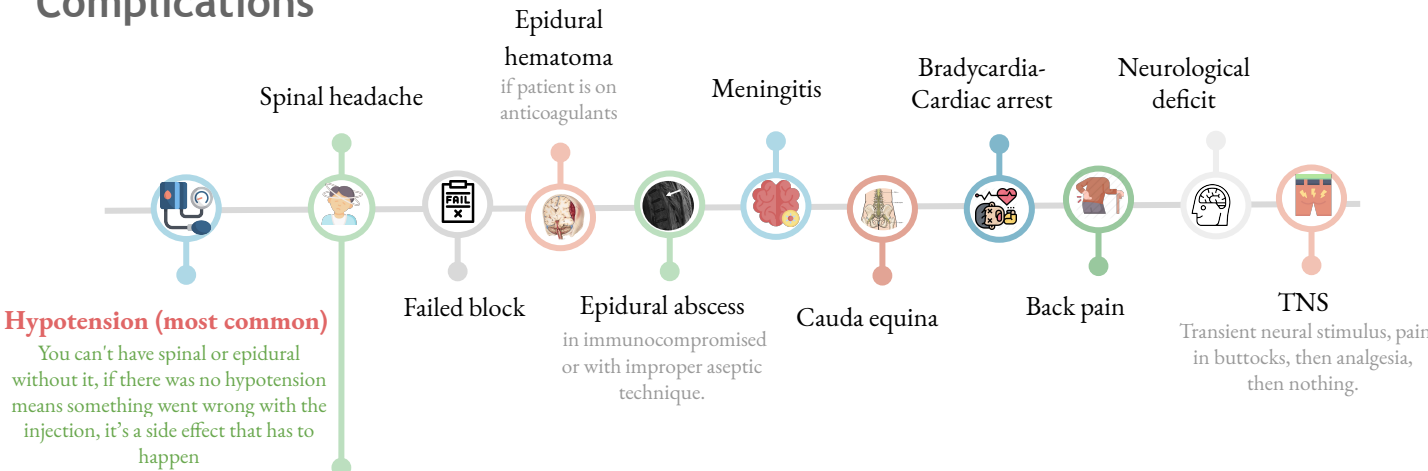 Complications
Hypotension (most common)
You can't have spinal or epidural
without it, if there was no hypotension
means something went wrong with the
injection, it's a side effect that has to
happen
Spinal headache
FAIL
X
Failed block
Epidural
hematoma
if patient is on
anticoagulants
Epidural abscess
in immunocompromised
or with improper aseptic
technique.
Meningitis
Cauda equina
Bradycardia-
Cardiac arrest
Back pain
Neurological
deficit
TNS
Transient neural stimulus, pain
in buttocks, then analgesia,
then nothing.